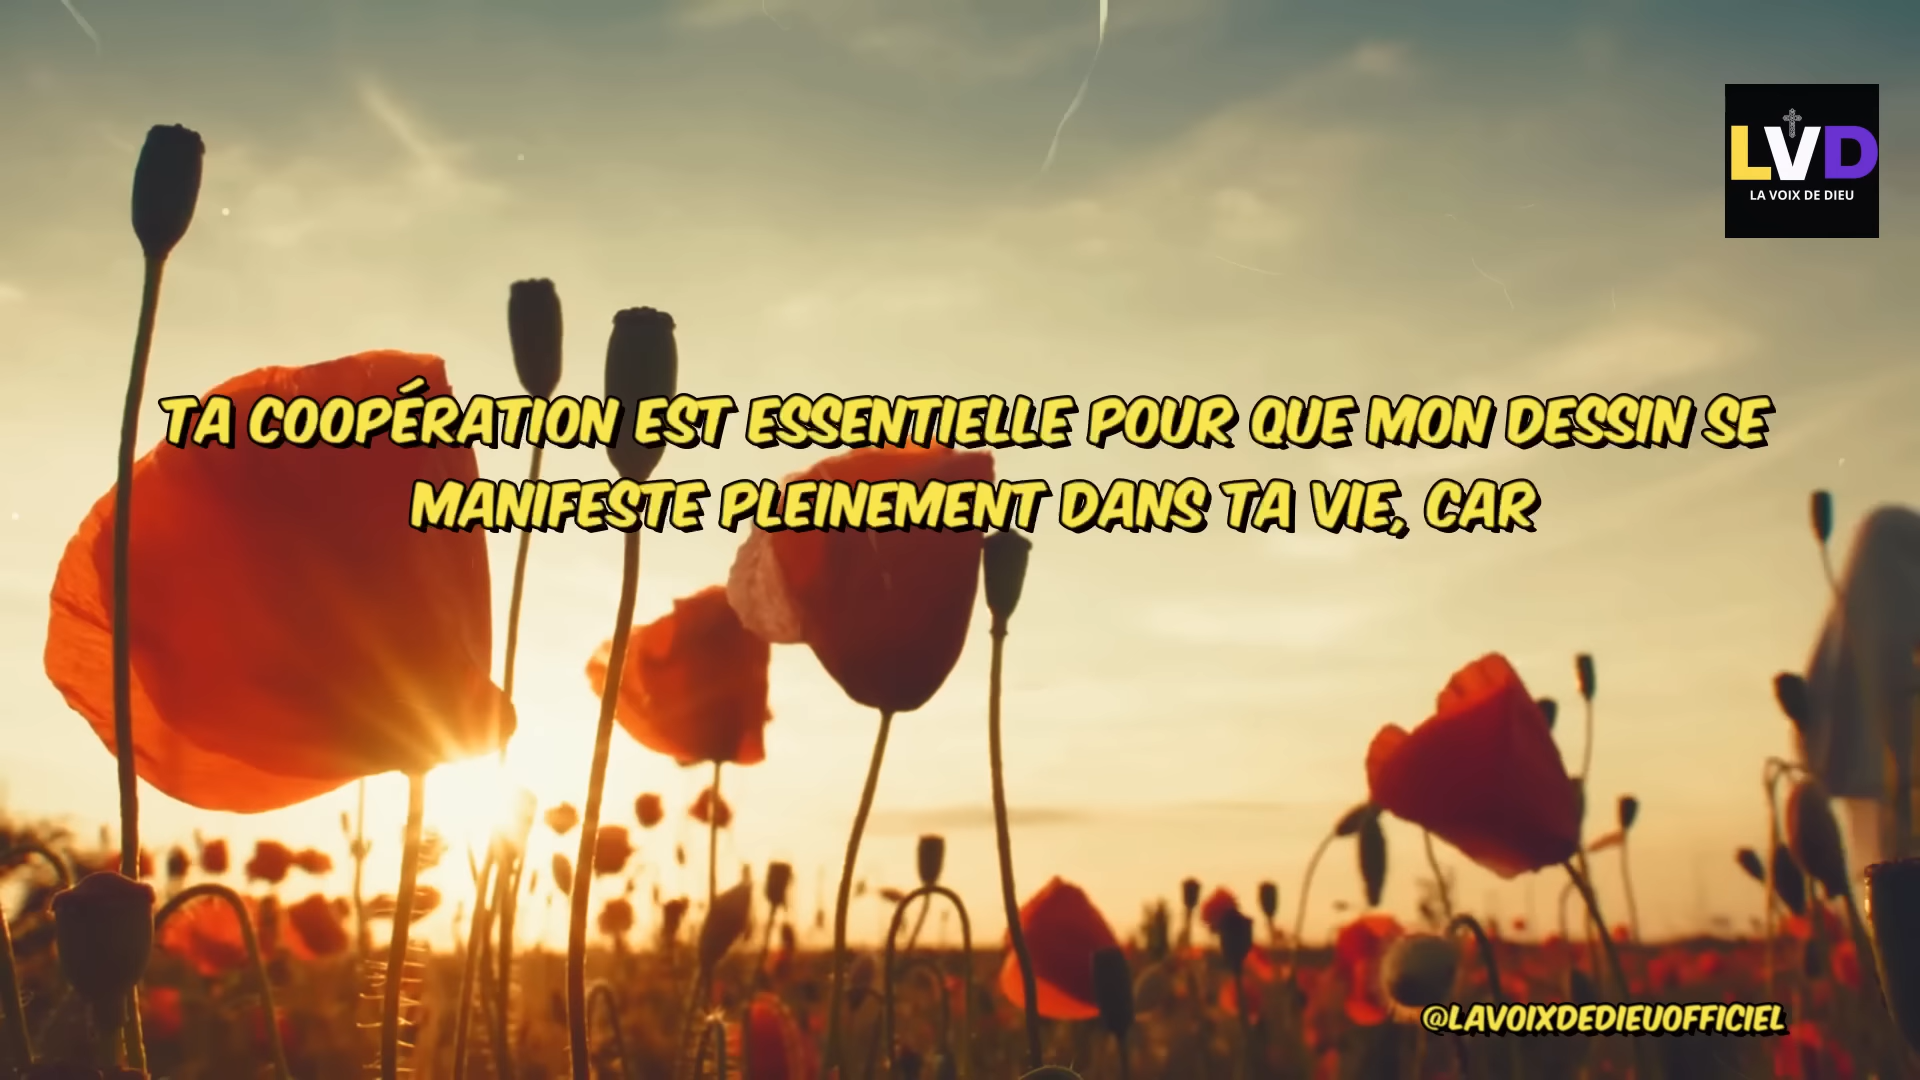 LVD
LA VOIX DE DIEU
TA COOPÉRATION EST ESSENTIELLE POUR QUE MON DESSIN SE
MANIFESTE PLEINEMENT DANS TA VIE, CAR
@LAVOIXDEDIEUOFFICIEL